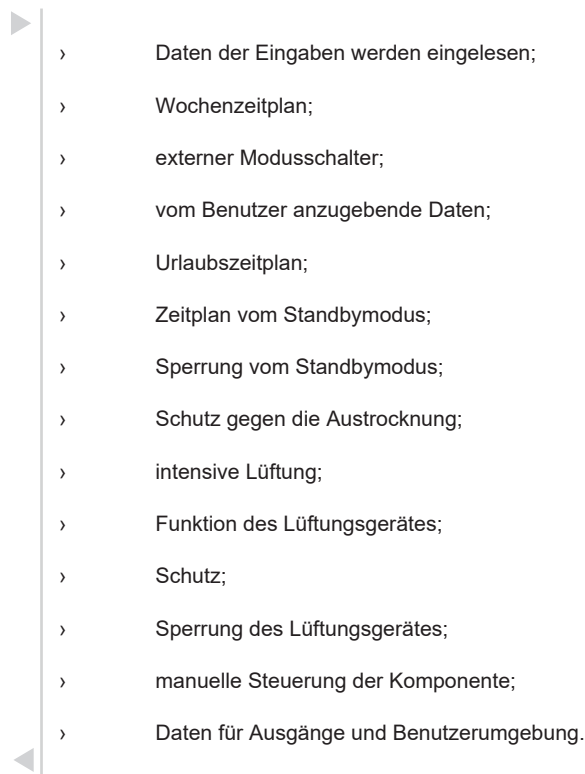 › Daten der Eingaben werden eingelesen;
› Wochenzeitplan;
› externer Modusschalter;
› vom Benutzer anzugebende Daten;
› Urlaubszeitplan;
› Zeitplan vom Standbymodus;
› Sperrung vom Standbymodus;
› Schutz gegen die Austrocknung;
› intensive Lüftung;
› Funktion des Lüftungsgerätes;
› Schutz;
› Sperrung des Lüftungsgerätes;
› manuelle Steuerung der Komponente;
› Daten für Ausgänge und Benutzerumgebung.